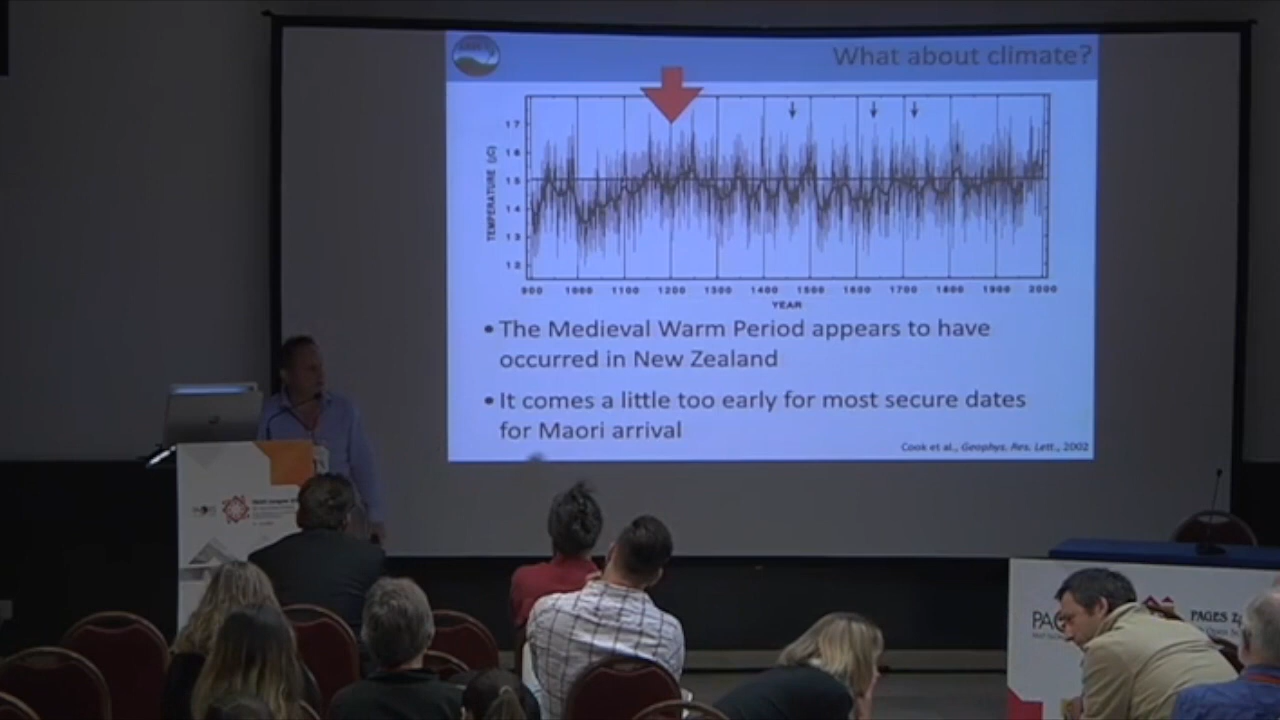 What about climate?
17
16
15
14
13
12
TEMPERATURE (¡C)
900 1000 1100 1200 1300 1400 1500 1600 1700 1800 1900 2000
YEAR
• The Medieval Warm Period appears to have
occurred in New Zealand
• It comes a little too early for most secure dates
for Maori arrival
Cook et al., Geophys. Res. Lett., 2002
PAG
PAGES